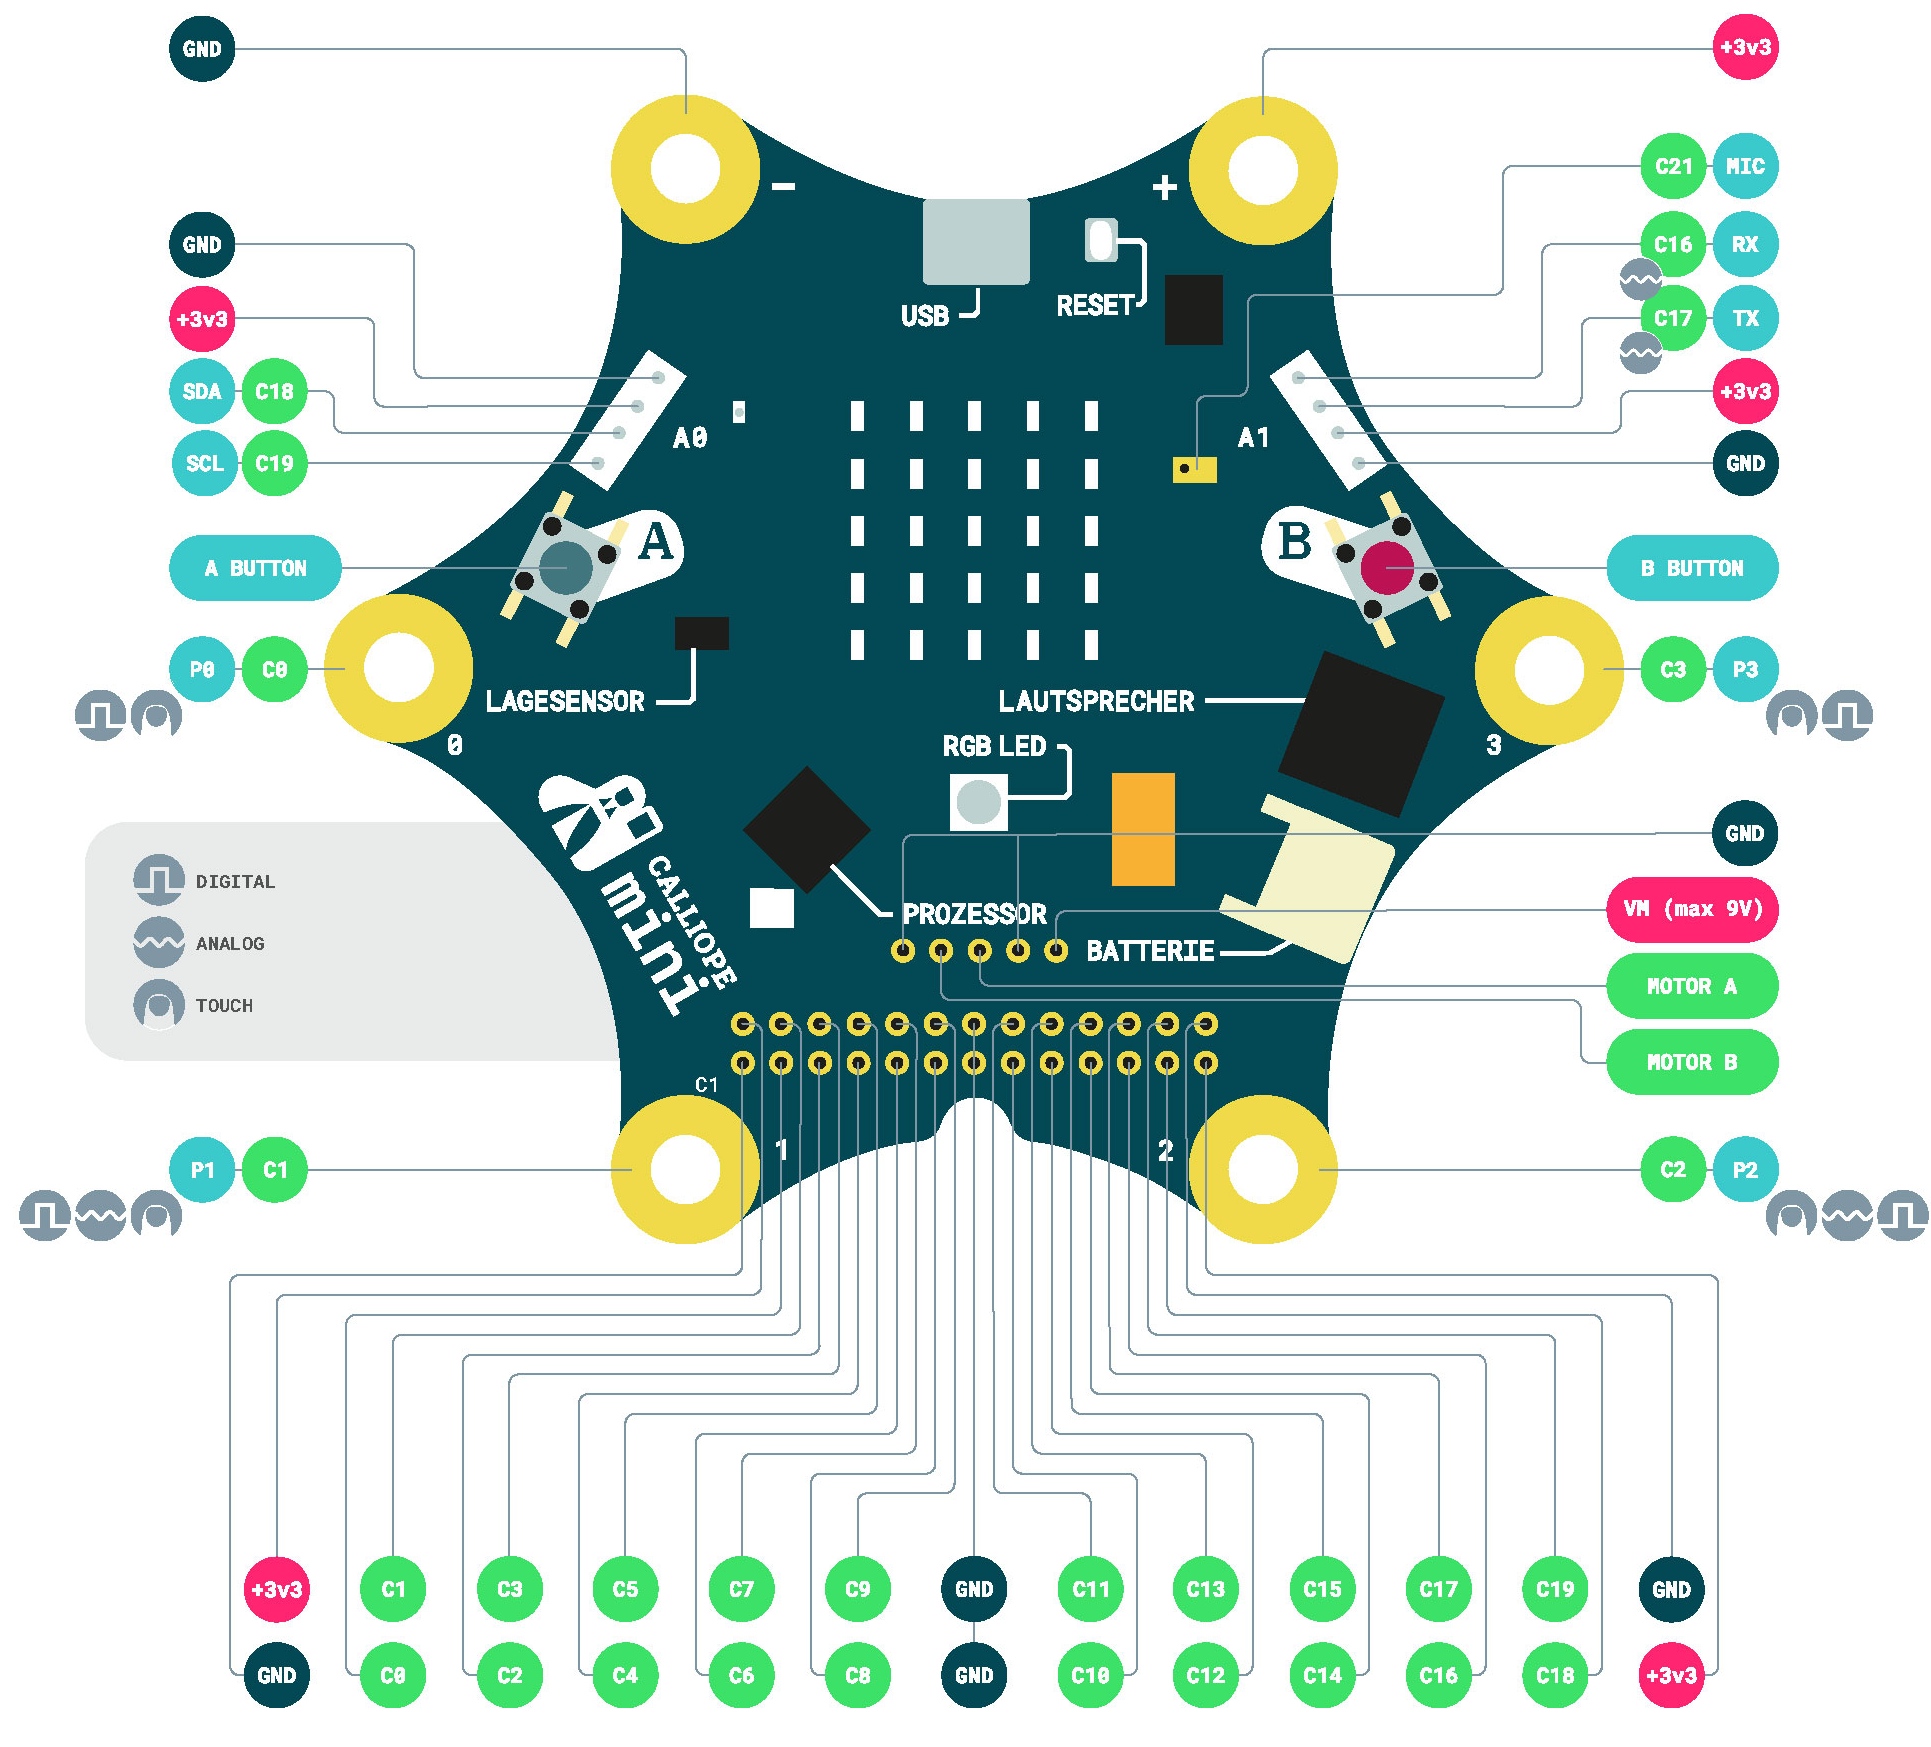 GND
+3v3
C21 MIC
GND
C16 RX
+3v3
C17 TX
USB
RESET
SDA C18
+3v3
A0
A1
SCL C19
GND
A
B
A BUTTON
B BUTTON
P0 C0
C3 P3
LAGESENSOR
LAUTSPRECHER
0
RGB LED
3
GND
CALLIOPE
mini
DIGITAL
PROZESSOR
VM (max 9V)
ANALOG
BATTERIE
MOTOR A
TOUCH
MOTOR B
C1
1
2
P1 C1
C2 P2
+3v3 C1 C3 C5 C7 C9 GND C11 C13 C15 C17 C19 GND
GND C0 C2 C4 C6 C8 GND C10 C12 C14 C16 C18 +3v3